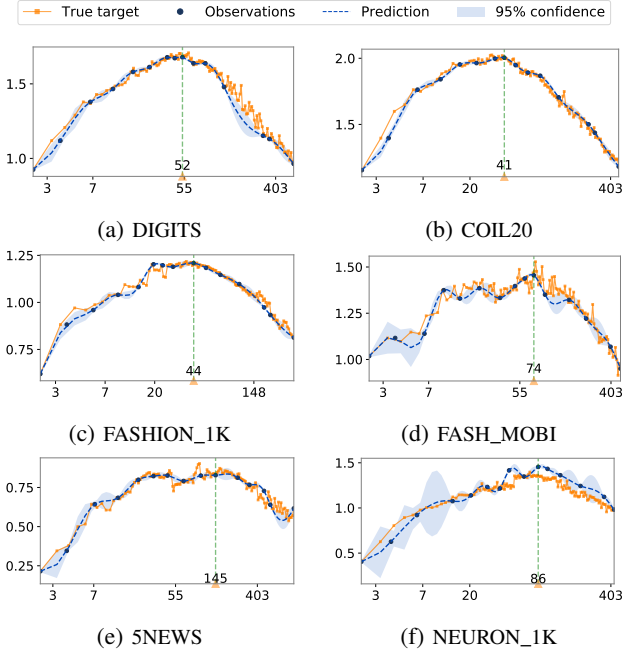 True target Observations Prediction 95% confidence
1.5
1.0
52
3 7 55 403
(a) DIGITS
2.0
1.5
41
3 7 20 403
(b) COIL20
1.25
1.00
0.75
44
3 7 20 148
(c) FASHION_1K
1.50
1.25
1.00
74
3 7 55 403
(d) FASH_MOBI
0.75
0.50
0.25
145
3 7 55 403
(e) 5NEWS
1.5
1.0
0.5
86
3 7 20 403
(f) NEURON_1K